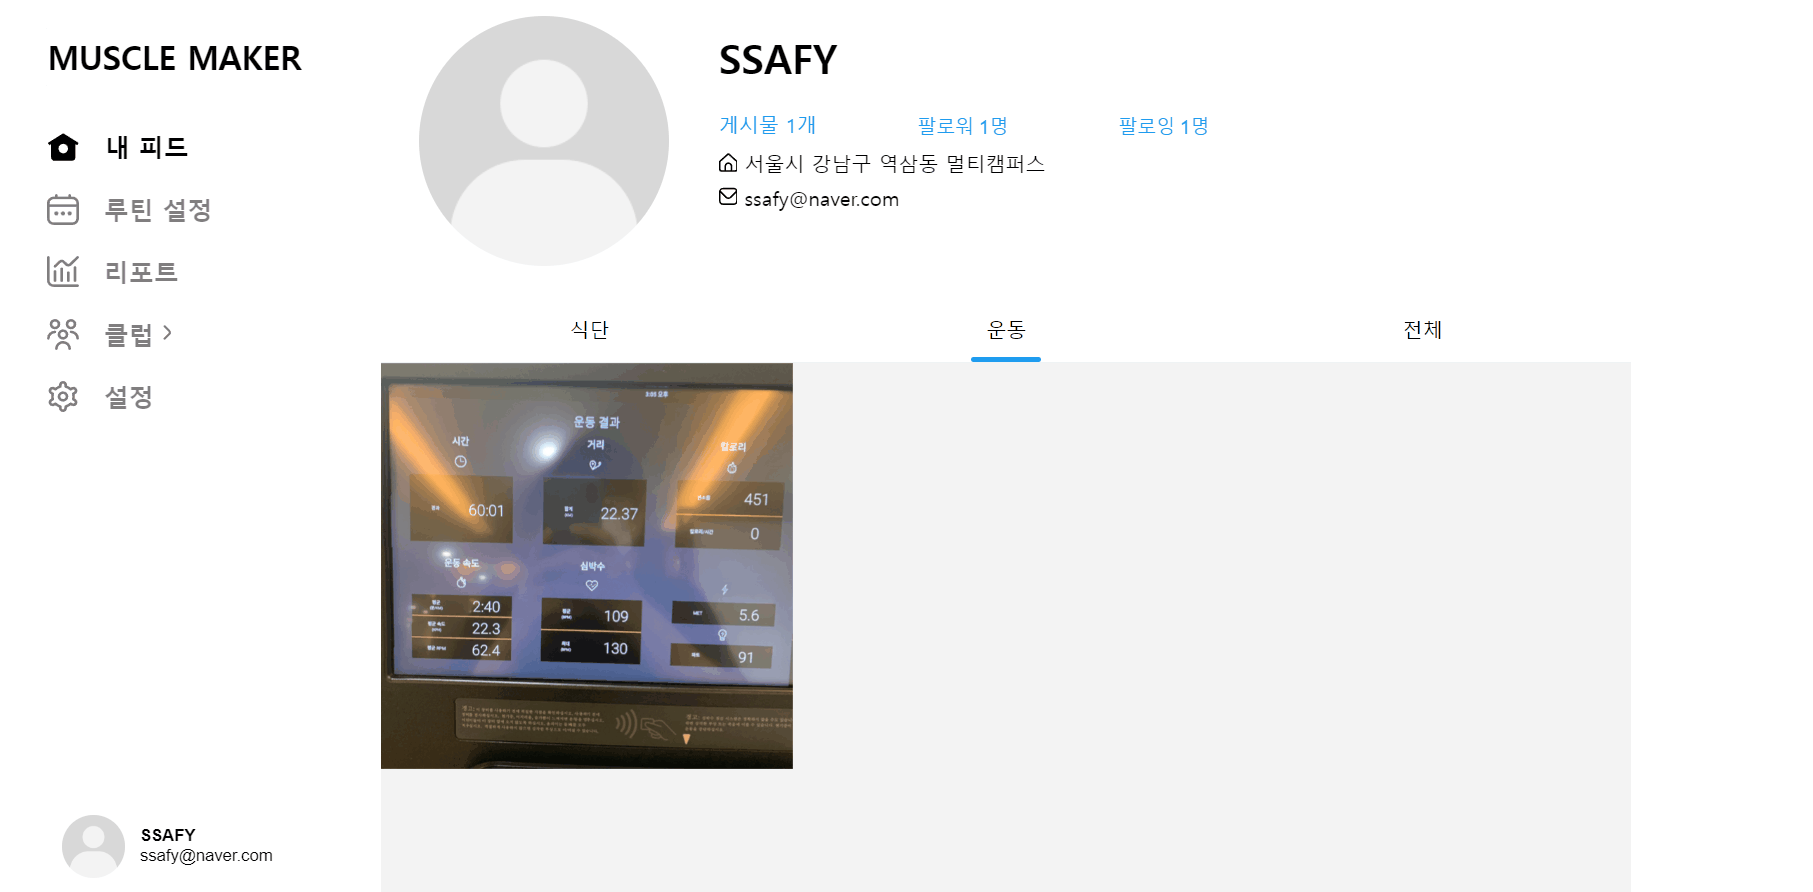 MUSCLE MAKER
내 피드
루틴 설정
리포트
클럽
설정
SSAFY
ssafy@naver.com
SSAFY
게시물 1개 팔로워 1명 팔로잉 1명
서울시 강남구 역삼동 멀티캠퍼스
ssafy@naver.com
식단 운동 전체
3:03 오후
운동 결과
시간 거리 칼로리
60:01 22.37 451
0
운동 속도 심박수
2:40 109 5.6
22.3
62.4 130 91